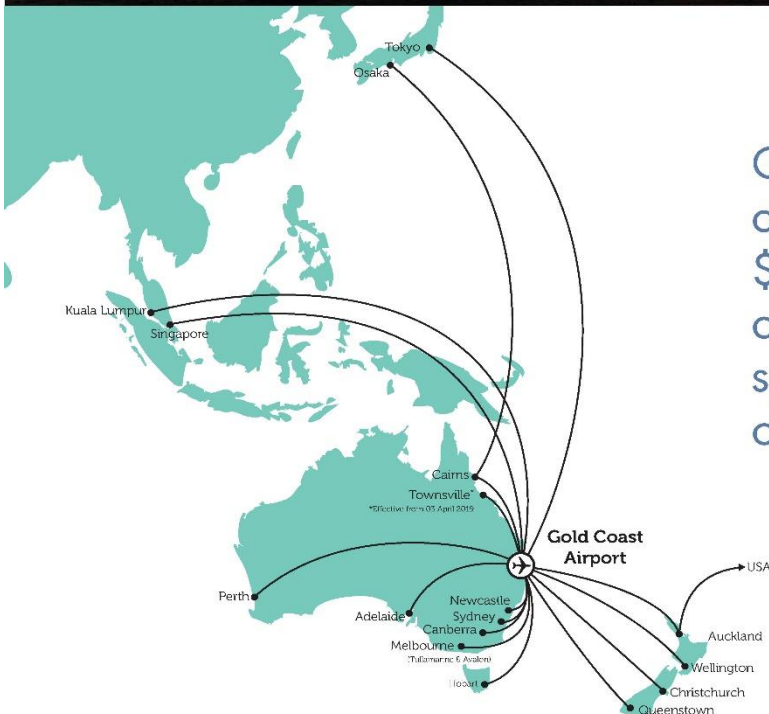 Tokyo
Osaka
Kuala Lumpur
Singapore
Cairns
Townsville*
*Effective from 03 April 2019
Gold Coast
Airport
USA
Perth
Adelaide
Newcastle
Sydney
Canberra
Melbourne
(Tullamarine & Avalon)
Hobart
Auckland
Wellington
Christchurch
Queenstown
$